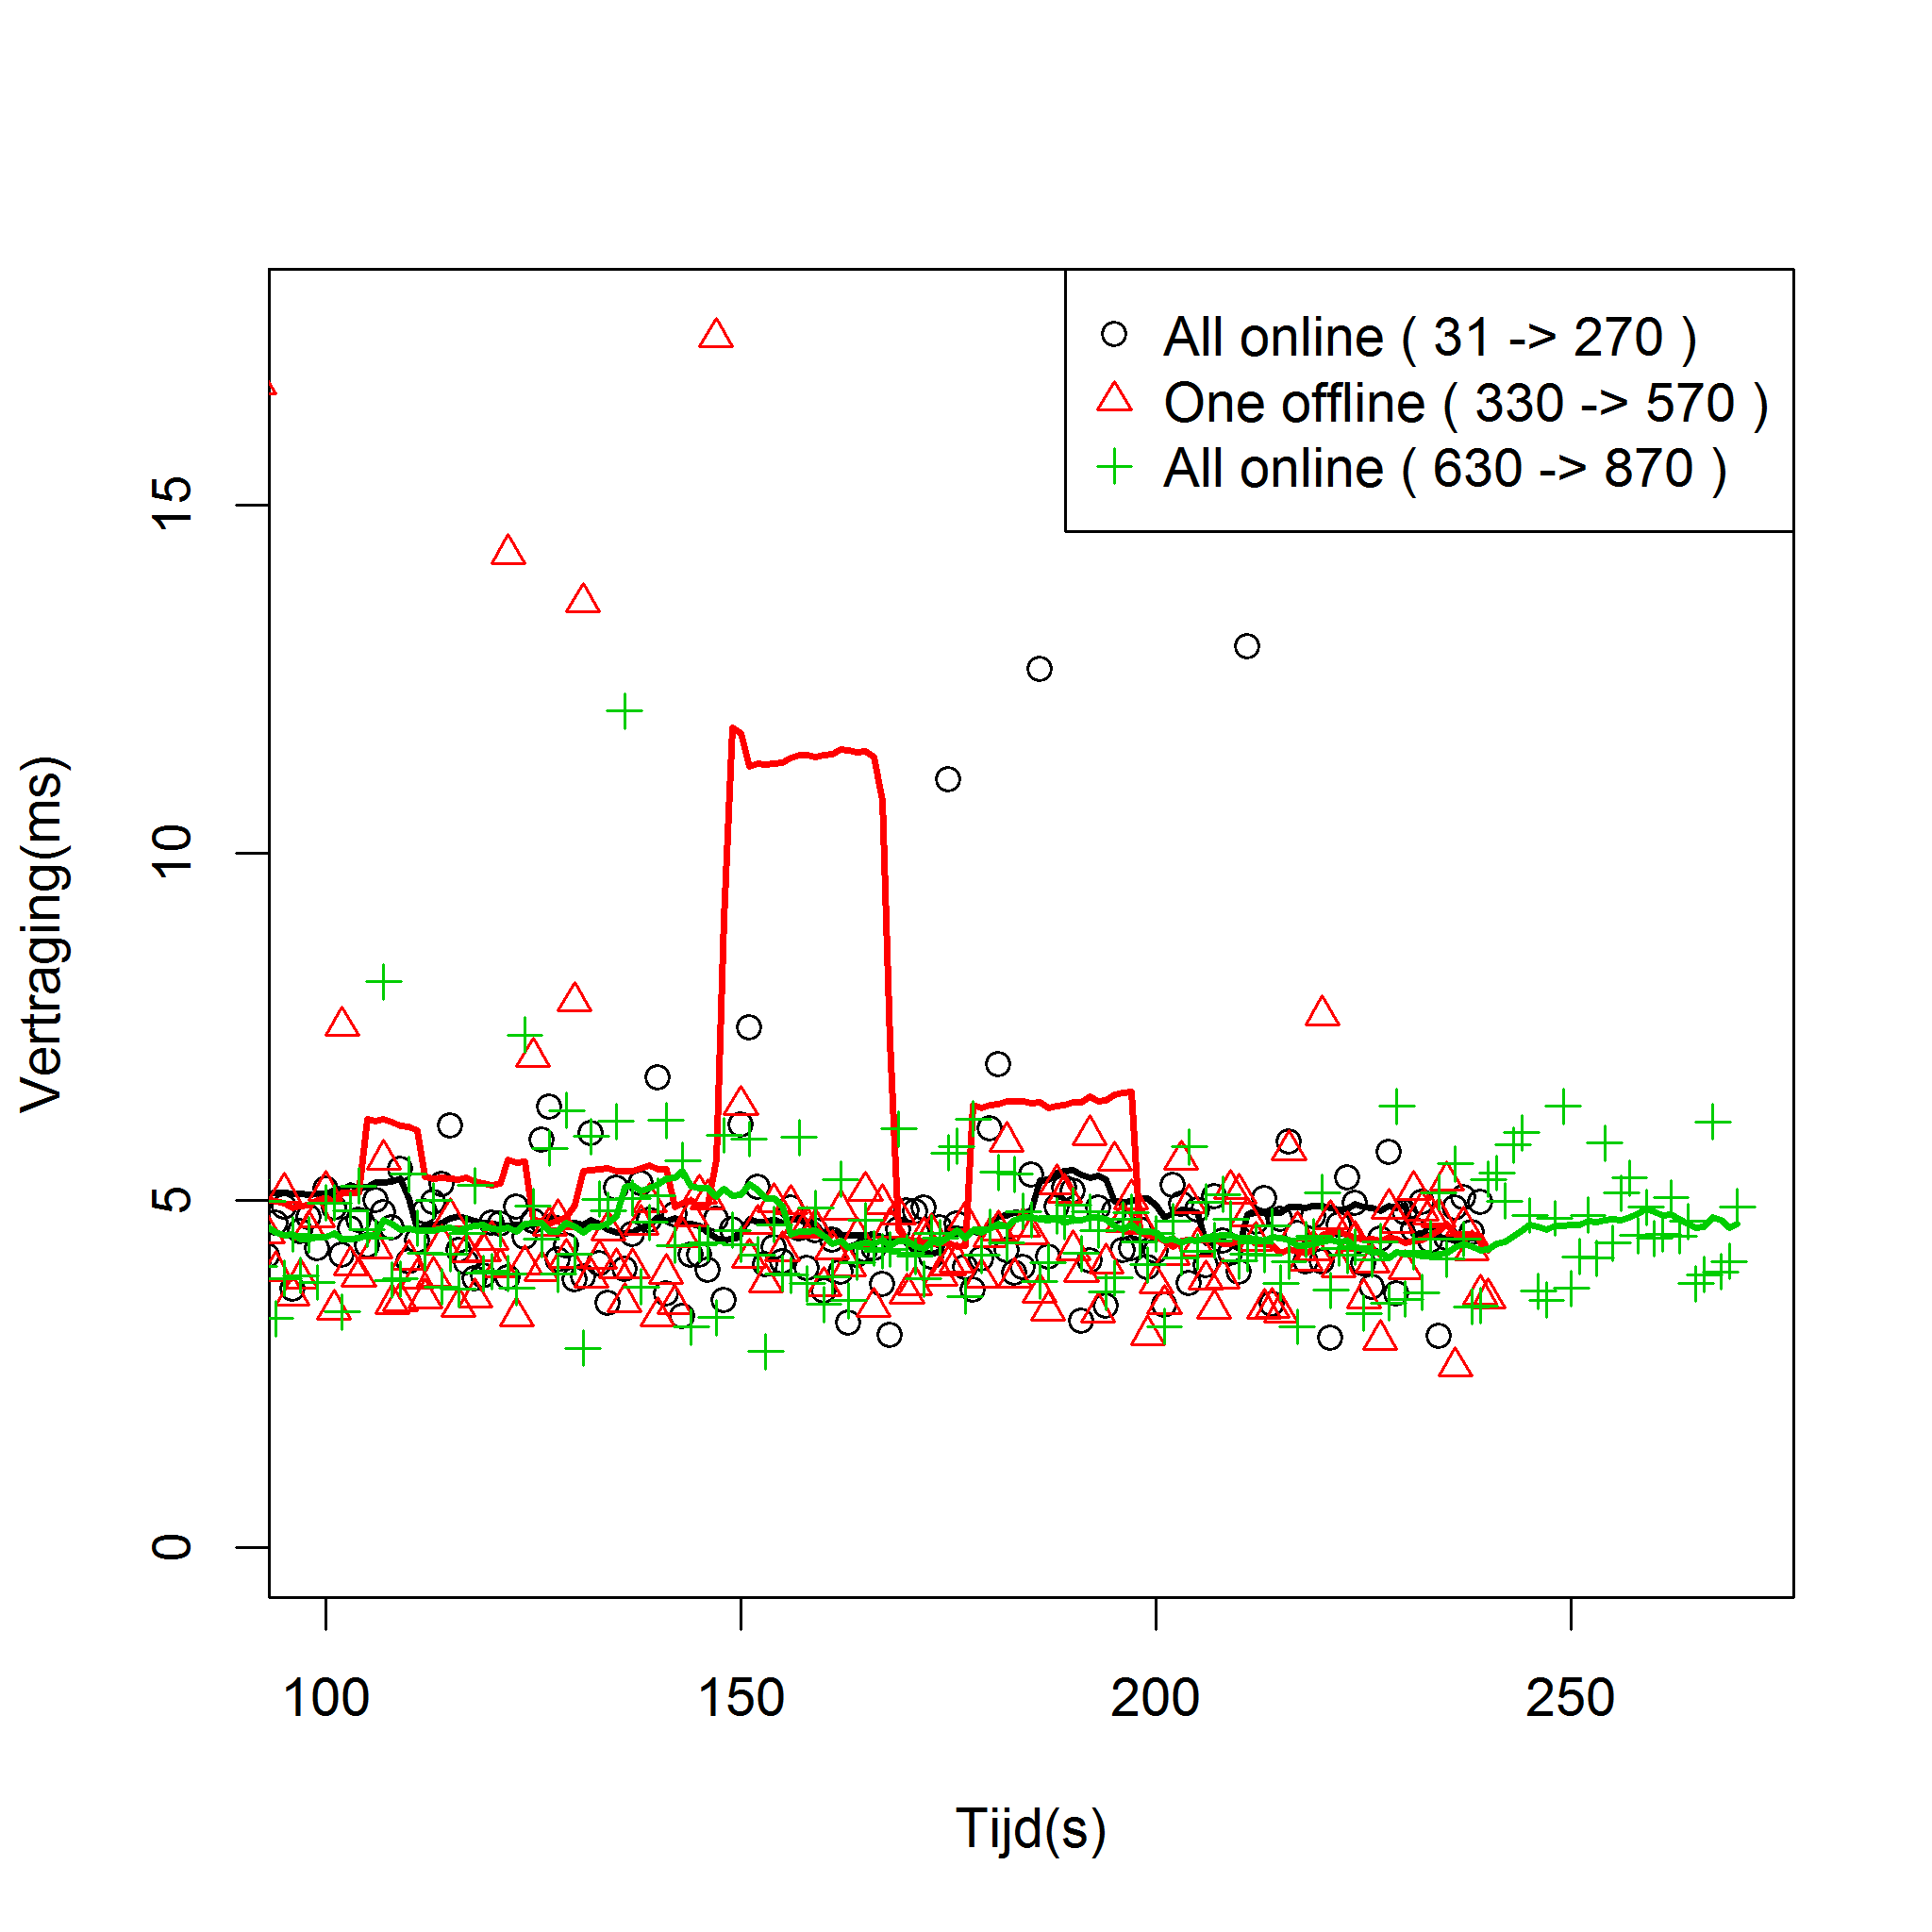 All online ( 31 -> 270 )
One offline ( 330 -> 570 )
All online ( 630 -> 870 )
Vertraging(ms)
15
10
5
0
100
150
200
250
Tijd(s)